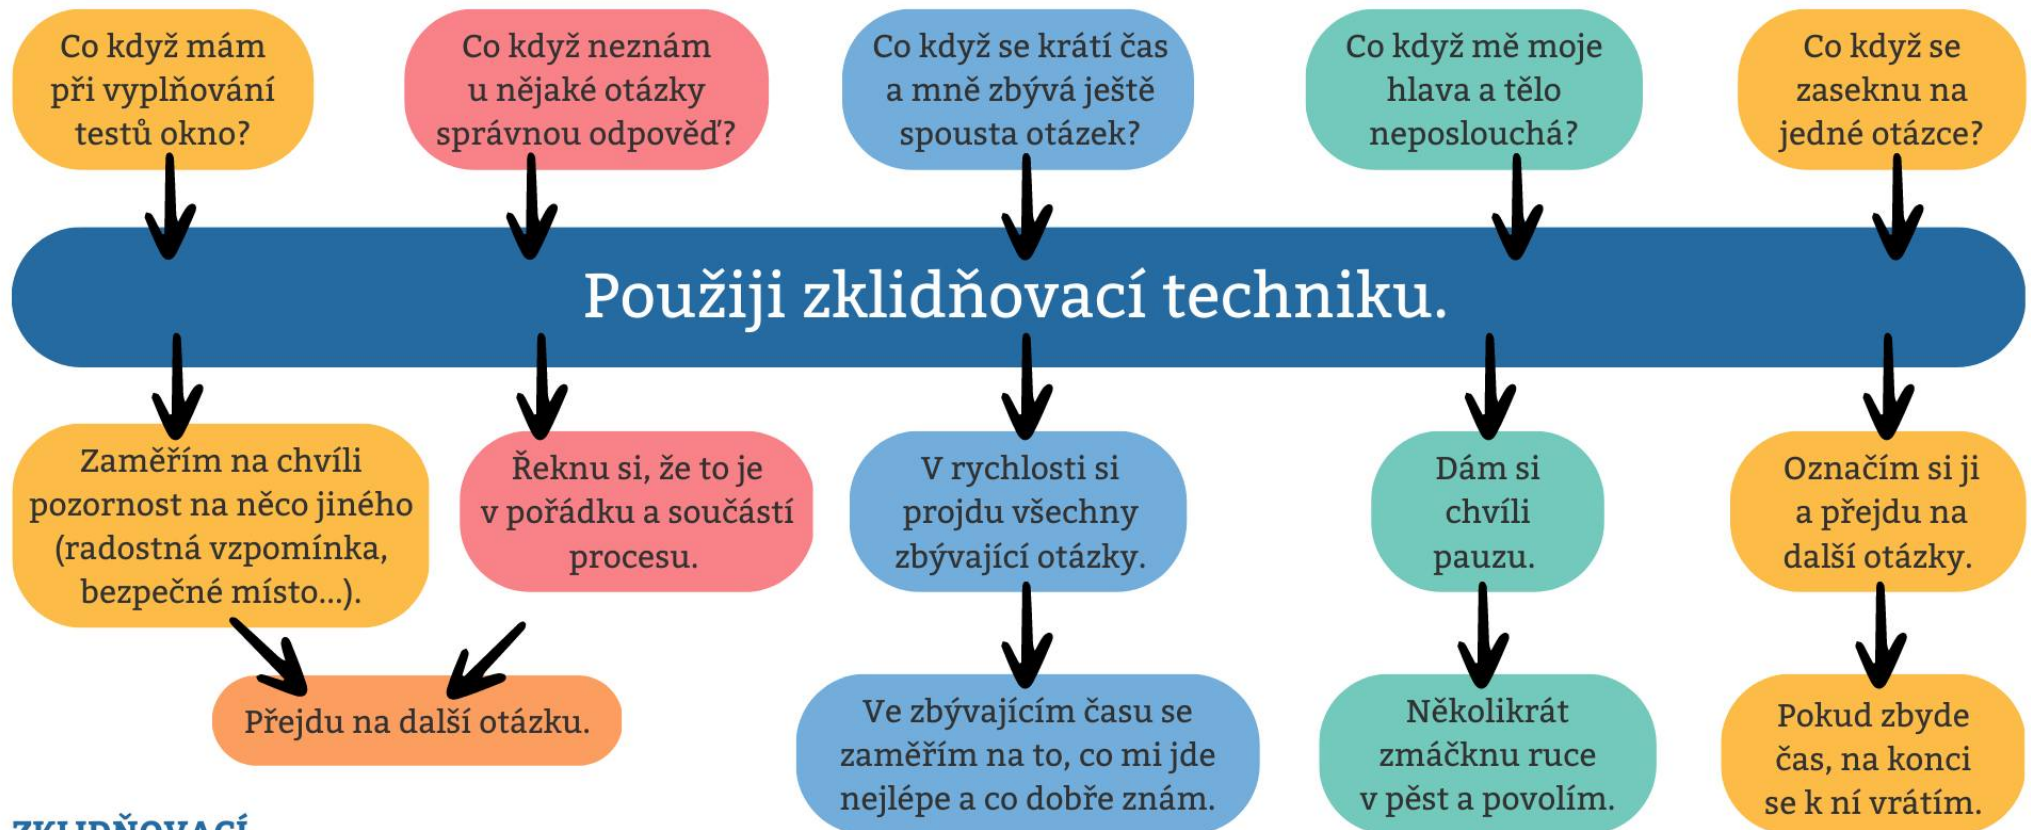 Co když mám
při vyplňování
testů okno?
Co když neznám
u nějaké otázky
správnou odpověď?
Co když se krátí čas
a mně zbývá ještě
spousta otázek?
Co když mě moje
hlava a tělo
neposlouchá?
Co když se
zaseknu na
jedné otázce?
Použiji zklidňovací techniku.
Zaměřím na chvíli
pozornost na něco jiného
(radostná vzpomínka,
bezpečné místo...).
Řeknu si, že to je
v pořádku a součástí
procesu.
V rychlosti si
projdu všechny
zbývající otázky.
Dám si
chvíli
pauzu.
Označím si ji
a přejdu na
další otázky.
Přejdu na další otázku.
Ve zbývajícím času se
zaměřím na to, co mi jde
nejlépe a co dobře znám.
Několikrát
zmáčknu ruce
v pěst a povolím.
Pokud zbyde
čas, na konci
se k ní vrátím.
ZKLIDŇOVACÍ